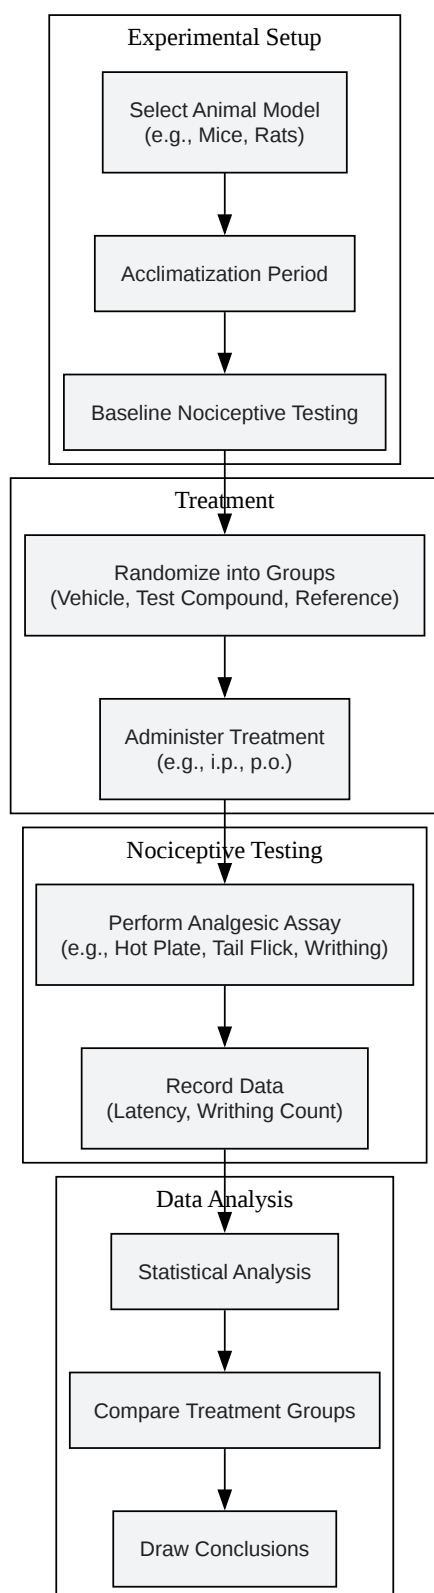 Experimental Setup
Select Animal Model
(e.g., Mice, Rats)
Acclimatization Period
Baseline Nociceptive Testing
Treatment
Randomize into Groups
(Vehicle, Test Compound, Reference)
Administer Treatment
(e.g., i.p., p.o.)
Nociceptive Testing
Perform Analgesic Assay
(e.g., Hot Plate, Tail Flick, Writhing)
Record Data
(Latency, Writhing Count)
Data Analysis
Statistical Analysis
Compare Treatment Groups
Draw Conclusions